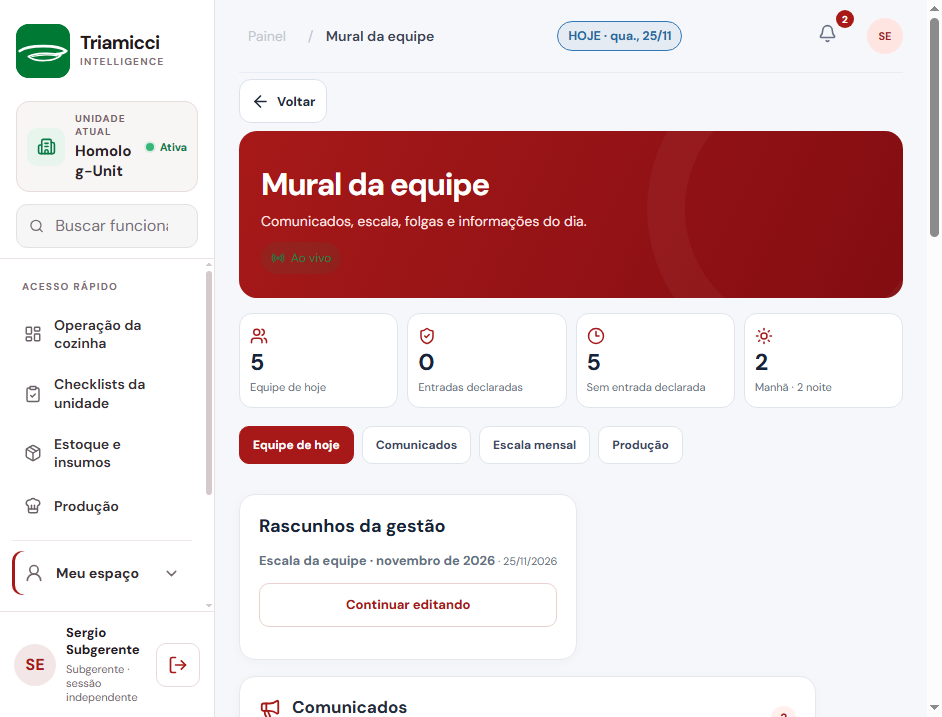 Triamicci
INTELLIGENCE
UNIDADE
ATUAL
Homolo
g-Unit
Ativa
Buscar funciona
ACESSO RÁPIDO
Operação da
cozinha
Checklists da
unidade
Estoque e
insumos
Produção
Meu espaço
SE
Sergio
Subgerente
Subgerente ·
sessão
independente
Painel / Mural da equipe
HOJE · qua., 25/11
2
SE
Voltar
Mural da equipe
Comunicados, escala, folgas e informações do dia.
Ao vivo
5
Equipe de hoje
0
Entradas declaradas
5
Sem entrada declarada
2
Manhã · 2 noite
Equipe de hoje
Comunicados
Escala mensal
Produção
Rascunhos da gestão
Escala da equipe · novembro de 2026 · 25/11/2026
Continuar editando
Comunicados